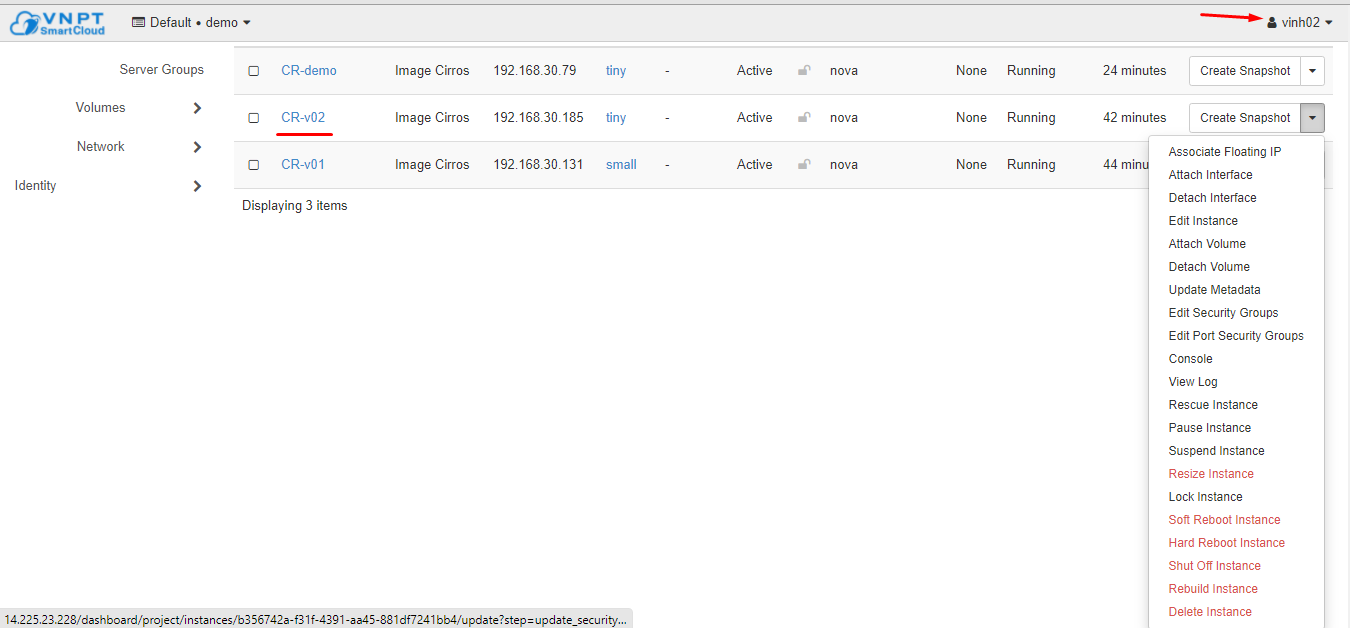 VNPT
SmartCloud
Default • demo
vinh02
Server Groups
Volumes
Network
Identity
CR-demo Image Cirros 192.168.30.79 tiny - Active nova None Running 24 minutes Create Snapshot
CR-v02 Image Cirros 192.168.30.185 tiny - Active nova None Running 42 minutes Create Snapshot
CR-v01 Image Cirros 192.168.30.131 small - Active nova None Running 44 minu
Displaying 3 items
Associate Floating IP
Attach Interface
Detach Interface
Edit Instance
Attach Volume
Detach Volume
Update Metadata
Edit Security Groups
Edit Port Security Groups
Console
View Log
Rescue Instance
Pause Instance
Suspend Instance
Resize Instance
Lock Instance
Soft Reboot Instance
Hard Reboot Instance
Shut Off Instance
Rebuild Instance
Delete Instance
14.225.23.228/dashboard/project/instances/b356742a-f31f-4391-aa45-881df7241bb4/update?step=update_security...